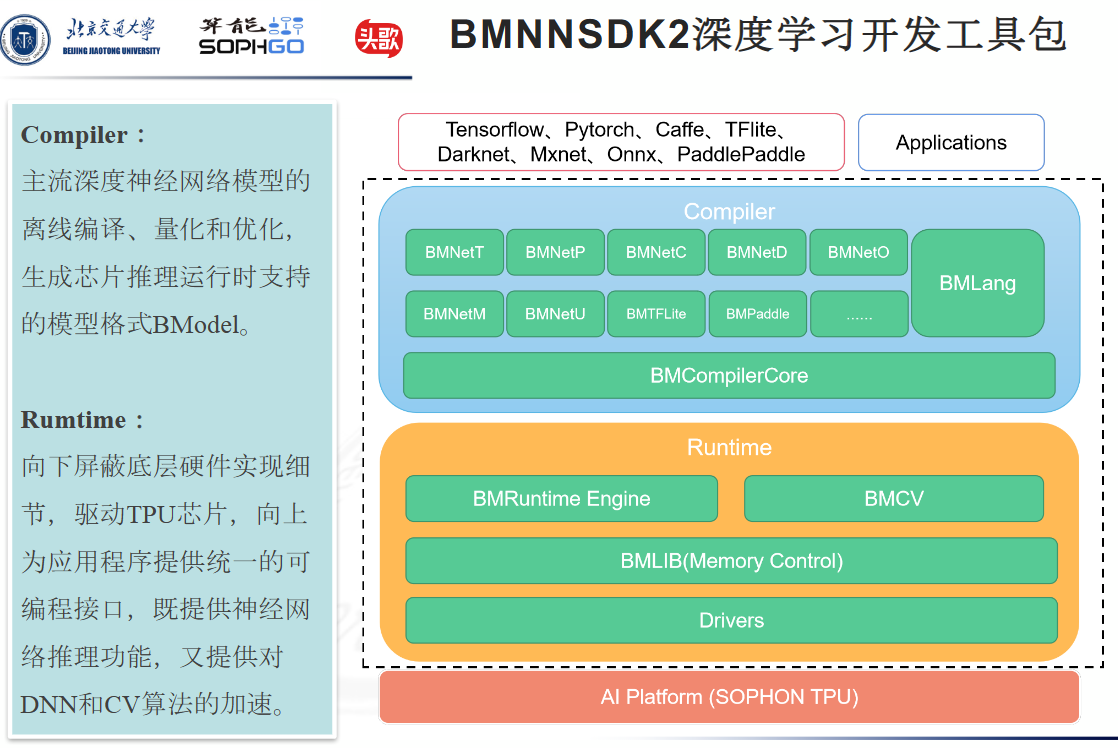 北京交通大学
BEIJING JIAOTONG UNIVERSITY
算能
SOPHGO
头歌
BMNNSDK2深度学习开发工具包
Compiler：
主流深度神经网络模型的
离线编译、量化和优化，
生成芯片推理运行时支持
的模型格式BModel。
Rumtime：
向下屏蔽底层硬件实现细
节，驱动TPU芯片，向上
为应用程序提供统一的可
编程接口，既提供神经网
络推理功能，又提供对
DNN和CV算法的加速。
Tensorflow、Pytorch、Caffe、TFlite、
Darknet、Mxnet、Onnx、PaddlePaddle
Applications
Compiler
BMNetT
BMNetP
BMNetC
BMNetD
BMNetO
BMLang
BMNetM
BMNetU
BMTFLite
BMPaddle
......
BMCompilerCore
Runtime
BMRuntime Engine
BMCV
BMLIB(Memory Control)
Drivers
AI Platform (SOPHON TPU)